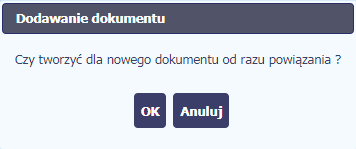 Dodawanie dokumentu
Czy tworzyć dla nowego dokumentu od razu powiązania ?
OK Anuluj